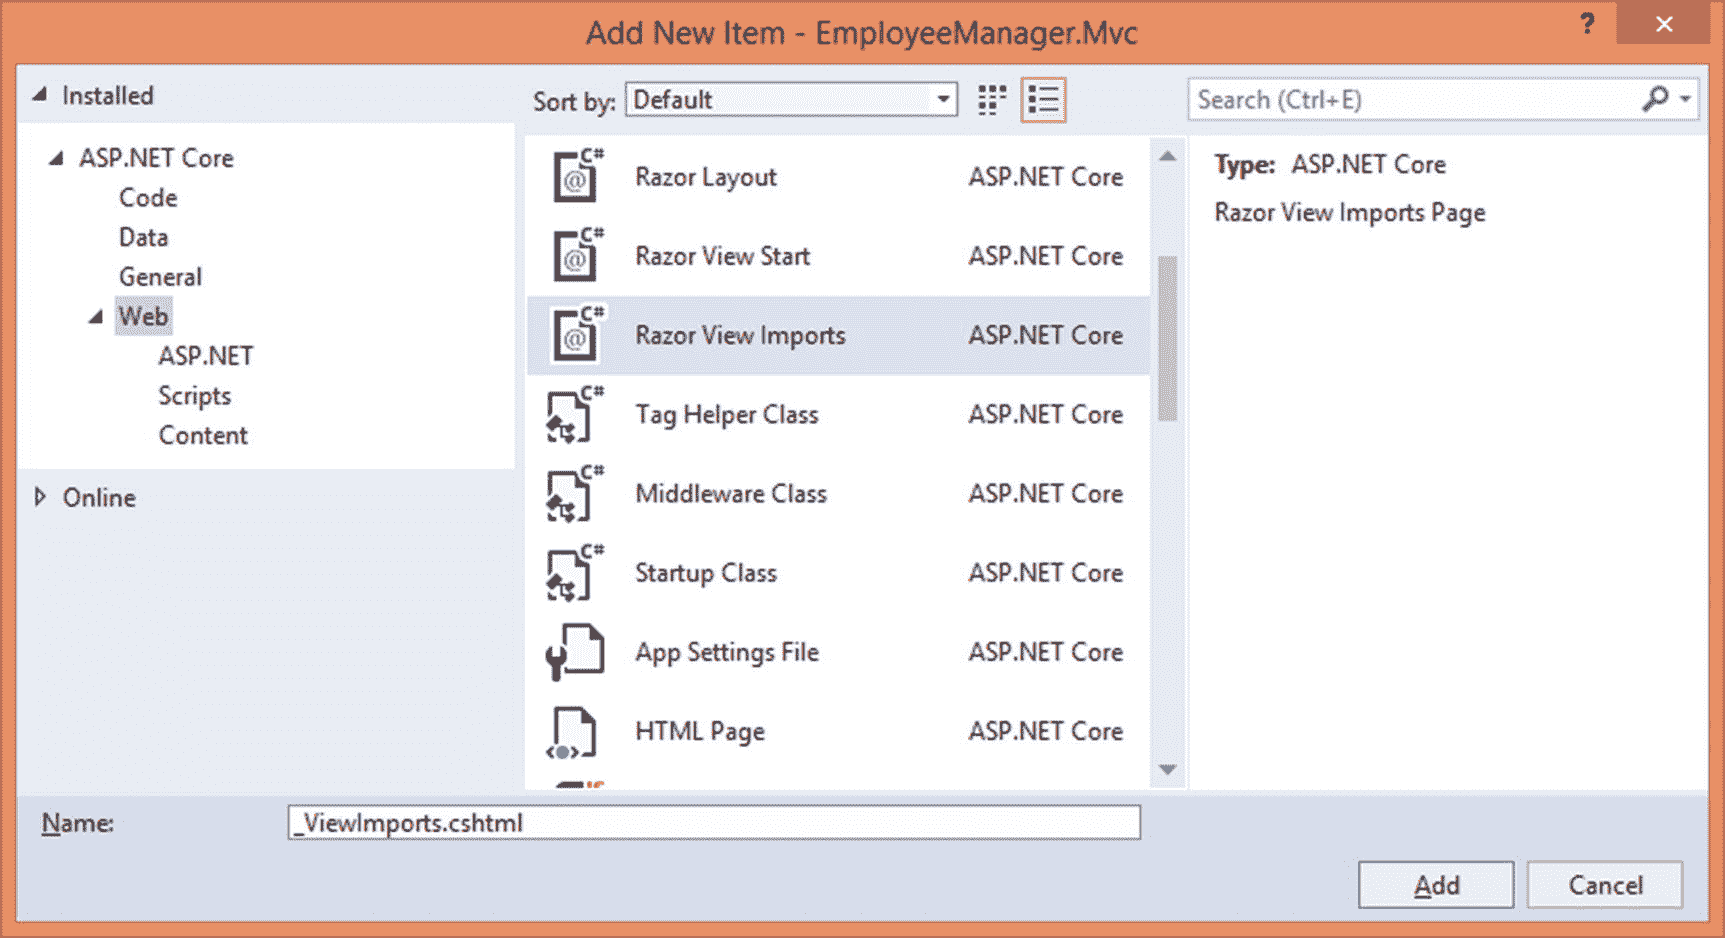 Add New Item - EmployeeManager.Mvc
?
Installed
Sort by: Default
Search (Ctrl+E)
ASP.NET Core
Code
Data
General
Web
ASP.NET
Scripts
Content
Online
C# @ Razor Layout ASP.NET Core
C# @ Razor View Start ASP.NET Core
C# @ Razor View Imports ASP.NET Core
C# Tag Helper Class ASP.NET Core
C# Middleware Class ASP.NET Core
C# Startup Class ASP.NET Core
App Settings File ASP.NET Core
HTML Page ASP.NET Core
Type: ASP.NET Core
Razor View Imports Page
Name: _ViewImports.cshtml
Add Cancel